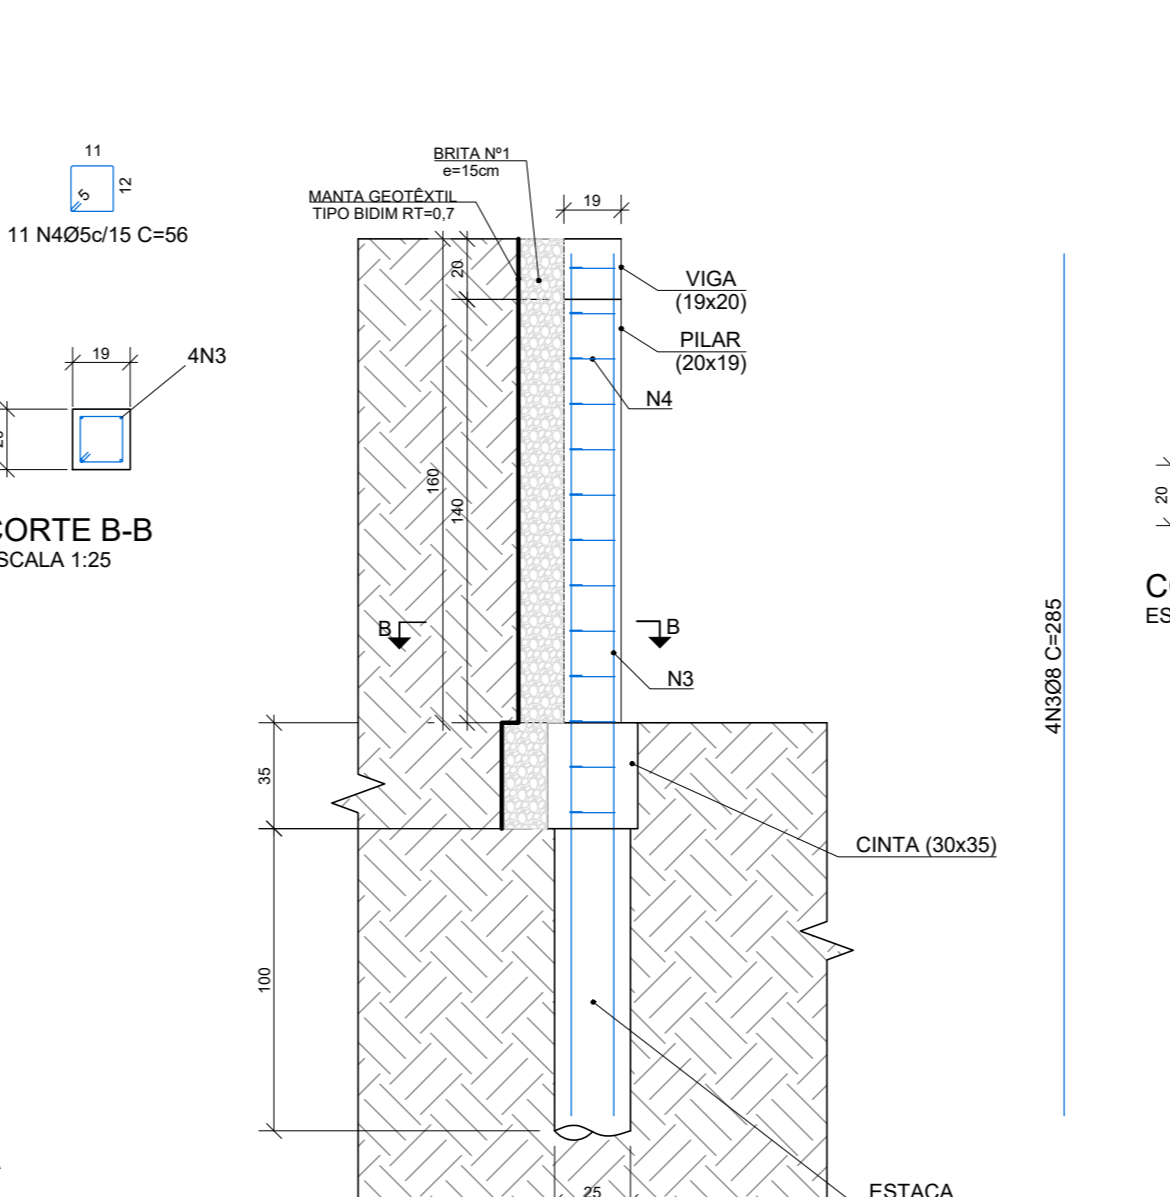 11
12
5
11 N4Ø5c/15 C=56
BRITA Nº1
e=15cm
MANTA GEOTÊXTIL
TIPO BIDIM RT=0,7
19
20
VIGA
(19x20)
PILAR
(20x19)
N4
19
4N3
CORTE B-B
ESCALA 1:25
160
140
B
B
N3
4N3Ø8 C=285
20
35
CINTA (30x35)
100
25
ESTACA